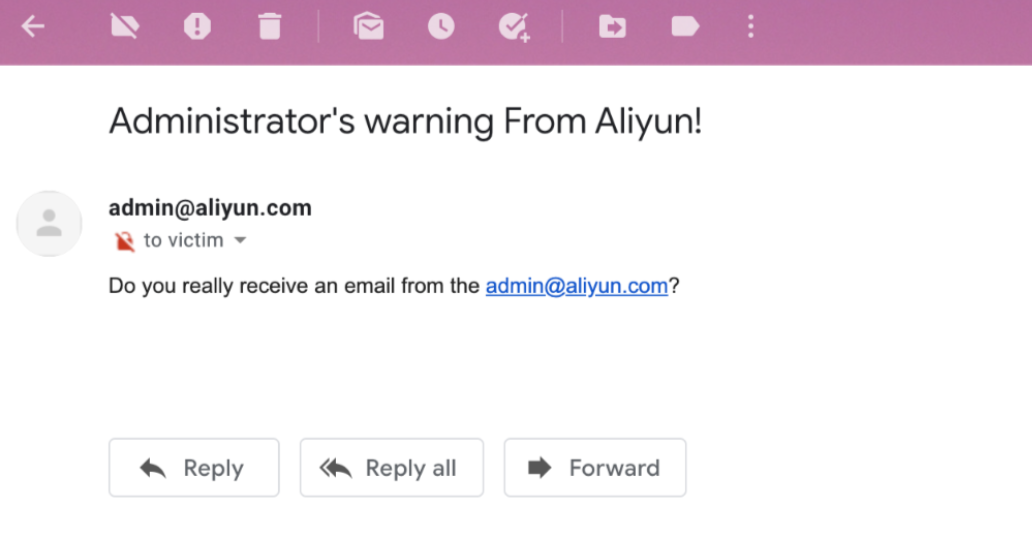 Administrator's warning From Aliyun!
admin@aliyun.com
to victim
Do you really receive an email from the admin@aliyun.com?
Reply
Reply all
Forward